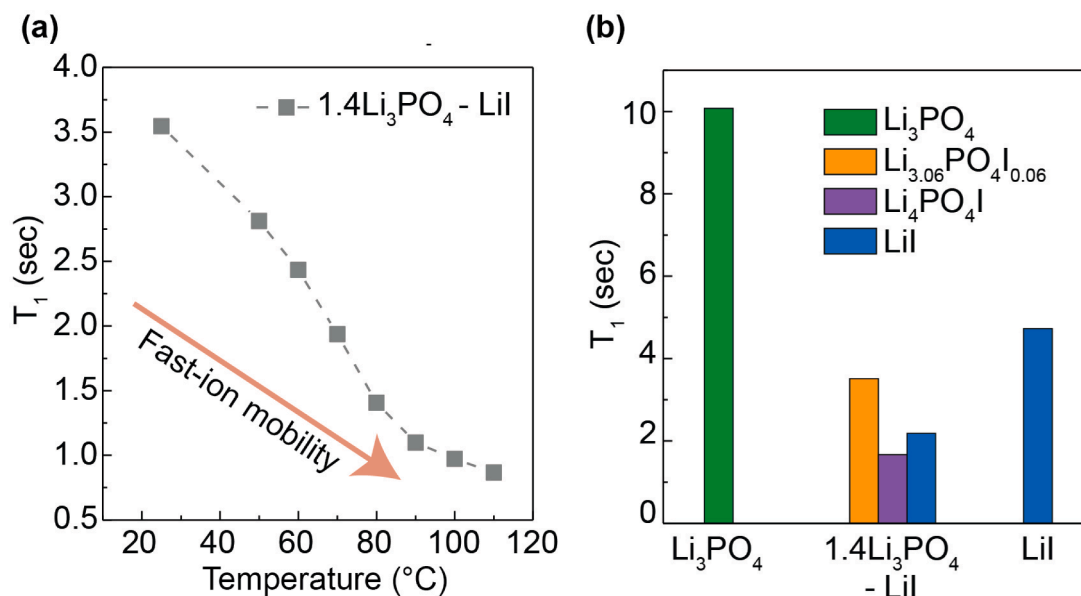 (a)
T₁ (sec)
4.0
3.5
3.0
2.5
2.0
1.5
1.0
0.5
1.4Li₃PO₄ - LiI
Fast-ion mobility
20 40 60 80 100 120
Temperature (°C)
(b)
T₁ (sec)
10
8
6
4
2
0
Li₃PO₄
Li₃.₀₆PO₄I₀.₀₆
Li₄PO₄I
LiI
Li₃PO₄ 1.4Li₃PO₄ LiI
- LiI